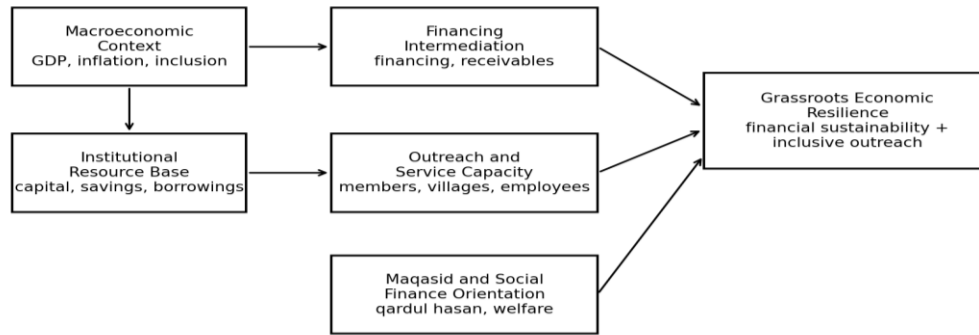 Macroeconomic
Context
GDP, inflation, inclusion
Financing
Intermediation
financing, receivables
Grassroots Economic
Resilience
financial sustainability +
inclusive outreach
Institutional
Resource Base
capital, savings, borrowings
Outreach and
Service Capacity
members, villages, employees
Maqasid and Social
Finance Orientation
qardul hasan, welfare